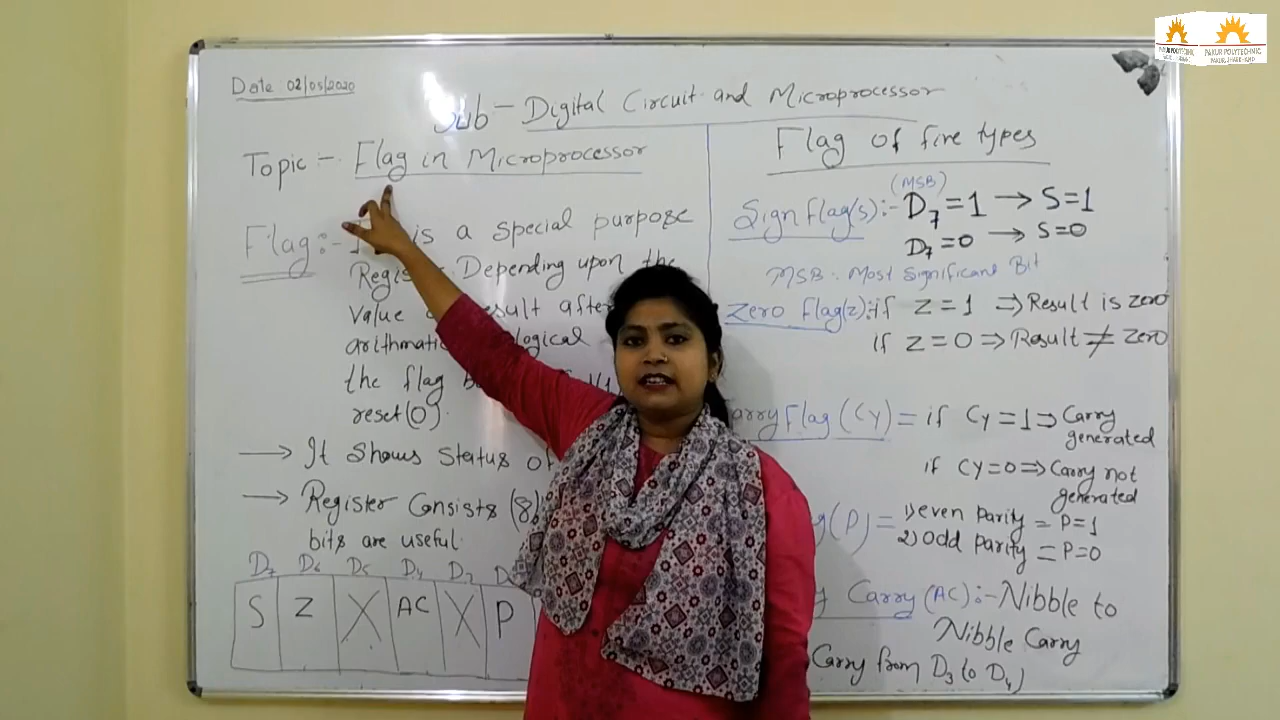 Date 02/05/2020
Sub - Digital Circuit and Microprocessor
Topic -. Flag in Microprocessor
Flag :- is a special purpose
Register Depending upon the
Value result after
arithmatic logical
the flag
reset(0).
→ It Shows Status of
→ Register Consists (8)
bits are useful.
D7 D6 D5 D4 D3
S Z X AC X P
Flag of five types
(MSB)
Sign flag(s):- D7=1 → S=1
D7=0 → S=0
MSB: Most Significant Bit
Zero flag(z):if Z=1 ⇒ Result is zero
if Z=0 ⇒ Result ≠ zero
Carry Flag (Cy) = if Cy=1 ⇒ Carry
generated
if CY=0 ⇒ Carry not
generated
(P) = 1) even parity = P=1
2) Odd parity = P=0
Carry (AC):- Nibble to
Nibble Carry
Carry from D3 to D4)
PAKUR POLYTECHNIC
PAKUR, JHARKHAND